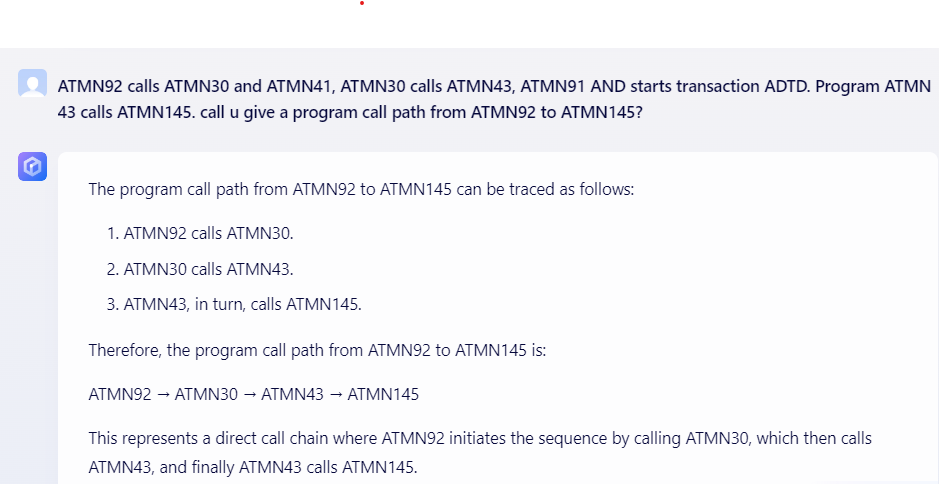 ATMN92 calls ATMN30 and ATMN41, ATMN30 calls ATMN43, ATMN91 AND starts transaction ADTD. Program ATMN
43 calls ATMN145. call u give a program call path from ATMN92 to ATMN145?
The program call path from ATMN92 to ATMN145 can be traced as follows:
1. ATMN92 calls ATMN30.
2. ATMN30 calls ATMN43.
3. ATMN43, in turn, calls ATMN145.
Therefore, the program call path from ATMN92 to ATMN145 is:
ATMN92 → ATMN30 → ATMN43 → ATMN145
This represents a direct call chain where ATMN92 initiates the sequence by calling ATMN30, which then calls
ATMN43, and finally ATMN43 calls ATMN145.